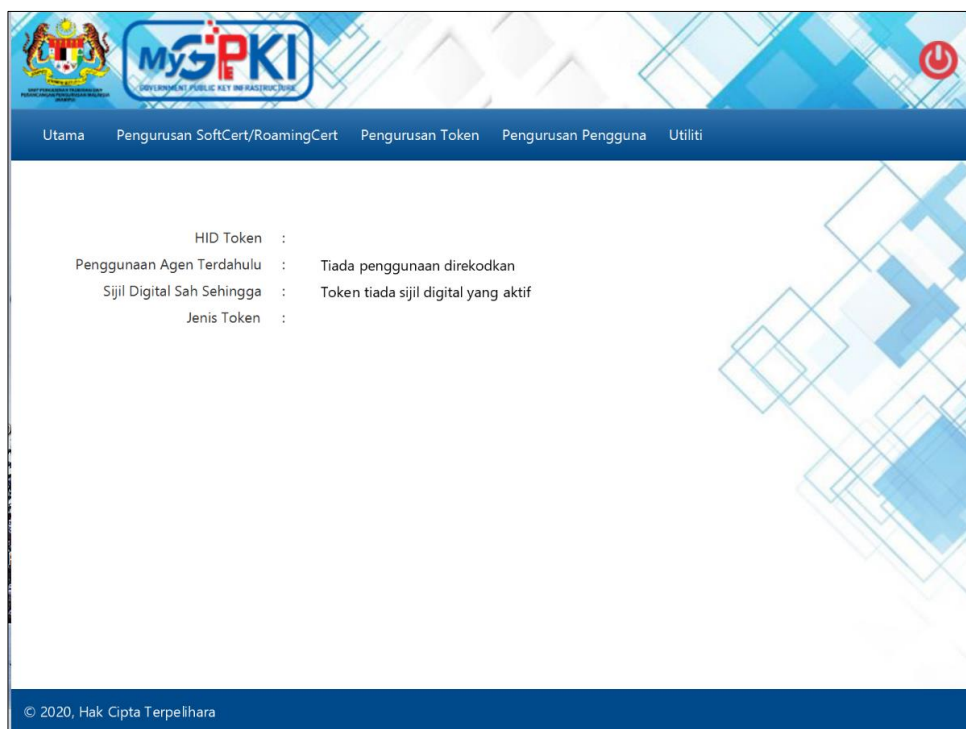 MyGPKI
GOVERNMENT PUBLIC KEY INFRASTRUCTURE
Utama Pengurusan SoftCert/RoamingCert Pengurusan Token Pengurusan Pengguna Utiliti
HID Token :
Penggunaan Agen Terdahulu : Tiada penggunaan direkodkan
Sijil Digital Sah Sehingga : Token tiada sijil digital yang aktif
Jenis Token :
© 2020, Hak Cipta Terpelihara